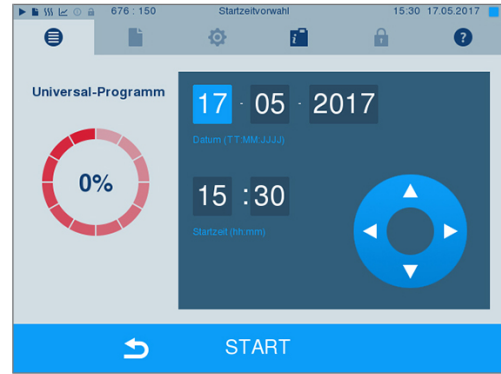 676 : 150 Startzeitvorwahl 15:30 17.05.2017
Universal-Programm
17 . 05 . 2017
Datum (TT:MM:JJJJ)
0%
15 : 30
Startzeit (hh:mm)
START